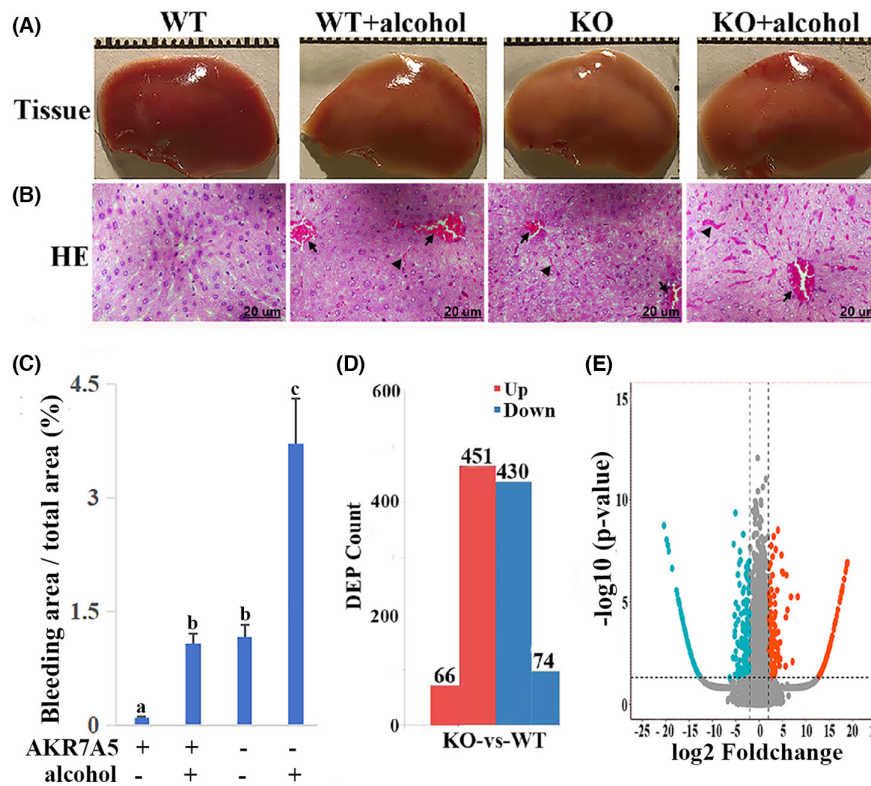 (A) WT WT+alcohol KO KO+alcohol
Tissue
(B)
HE
20 um 20 um 20 um 20 um
(C) (D) (E)
Bleeding area / total area (%)
4.5
3
1.5
0
a b b c
AKR7A5 + + - -
alcohol - + - +
DEP Count
600
400
200
0
Up
Down
66 451 430 74
KO-vs-WT
-log10 (p-value)
15
10
5
0
-25 -20 -15 -10 -5 0 5 10 15 20
log2 Foldchange